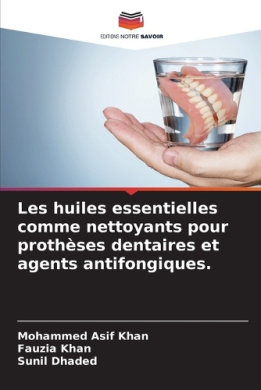 EDITIONS NOTRE SAVOIR
Les huiles essentielles
comme nettoyants pour
prothèses dentaires et
agents antifongiques.
Mohammed Asif Khan
Fauzia Khan
Sunil Dhaded